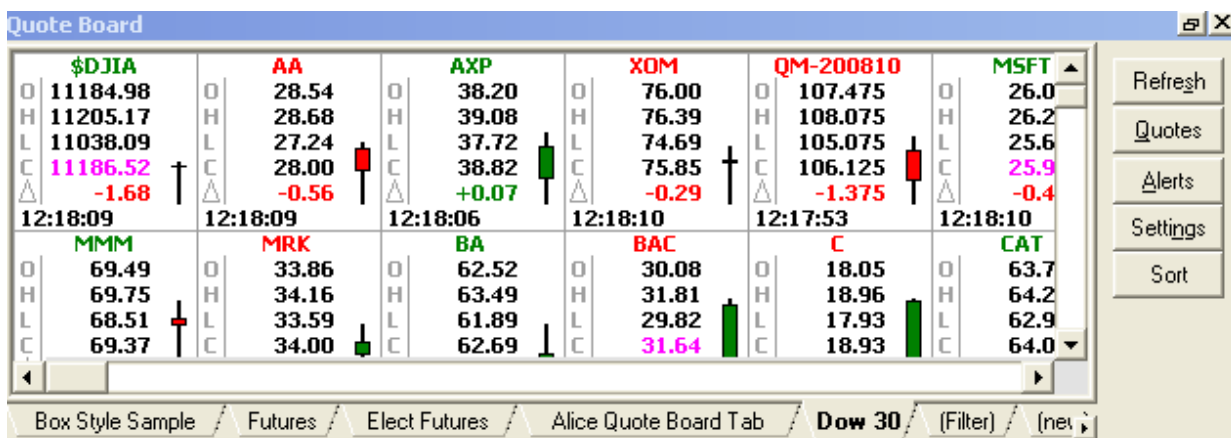 Quote Board
$DJIA AA AXP XOM QM-200810 MSFT
O 11184.98 O 28.54 O 38.20 O 76.00 O 107.475 O 26.0
H 11205.17 H 28.68 H 39.08 H 76.39 H 108.075 H 26.2
L 11038.09 L 27.24 L 37.72 L 74.69 L 105.075 L 25.6
C 11186.52 C 28.00 C 38.82 C 75.85 C 106.125 C 25.9
△ -1.68 △ -0.56 △ +0.07 △ -0.29 △ -1.375 △ -0.4
12:18:09 12:18:09 12:18:06 12:18:10 12:17:53 12:18:10
MMM MRK BA BAC C CAT
O 69.49 O 33.86 O 62.52 O 30.08 O 18.05 O 63.7
H 69.75 H 34.16 H 63.49 H 31.81 H 18.96 H 64.2
L 68.51 L 33.59 L 61.89 L 29.82 L 17.93 L 62.9
C 69.37 C 34.00 C 62.69 C 31.64 C 18.93 C 64.0
Refresh
Quotes
Alerts
Settings
Sort
Box Style Sample Futures Elect Futures Alice Quote Board Tab Dow 30 (Filter)